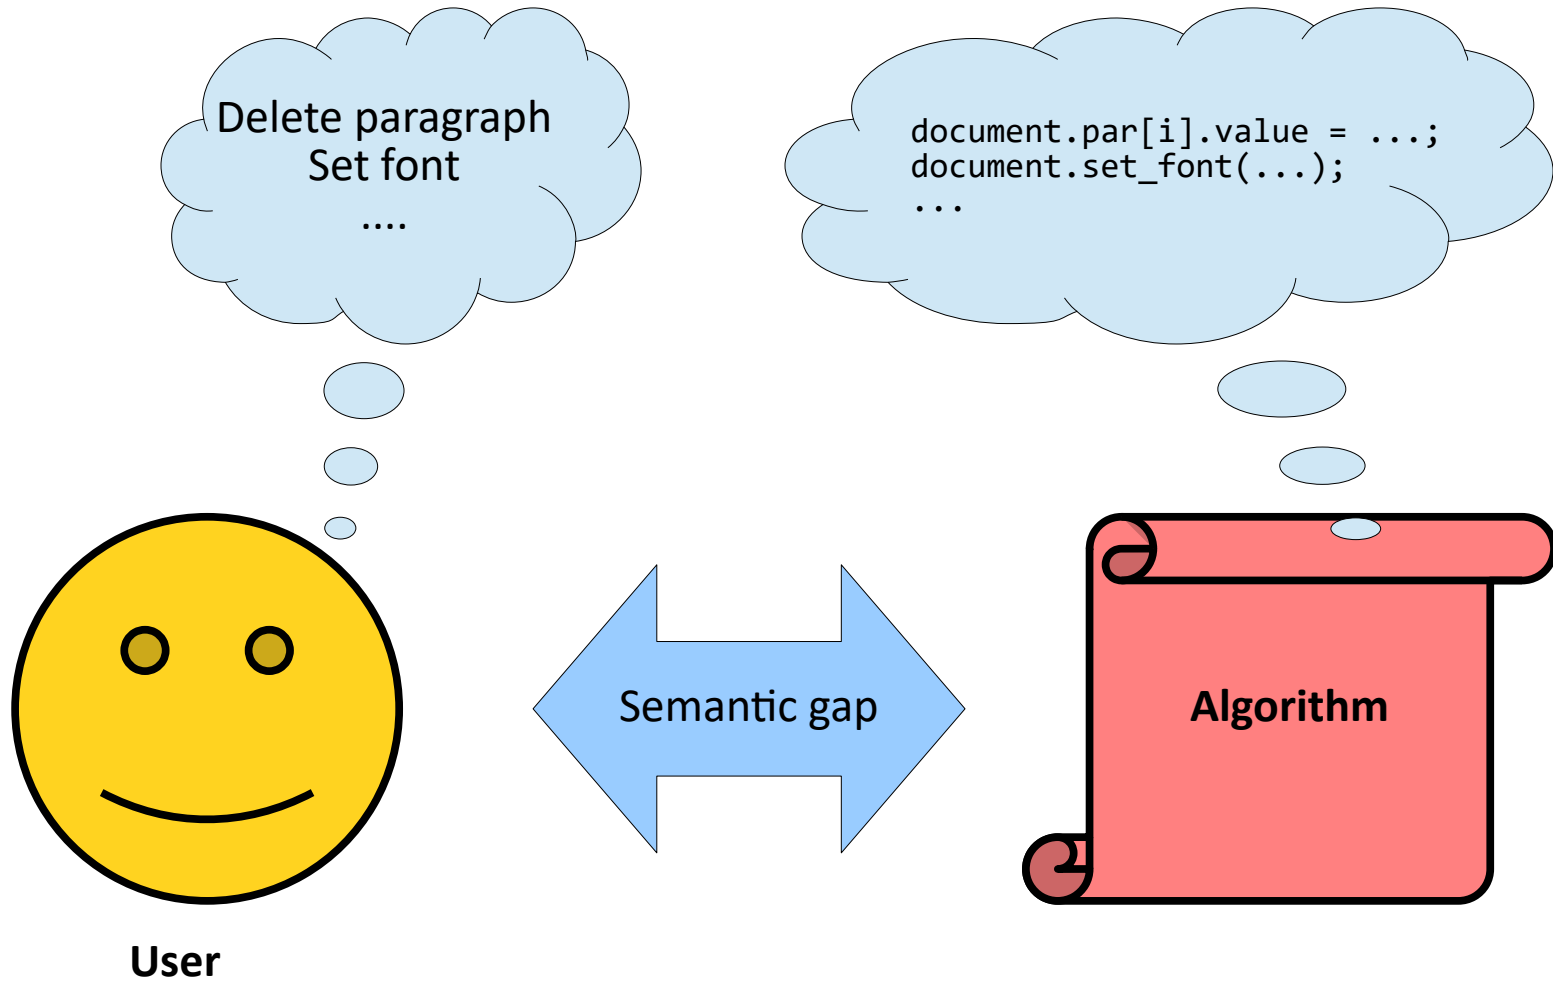 Delete paragraph
Set font
....
document.par[i].value = ...;
document.set_font(...);
...
Semantic gap
Algorithm
User